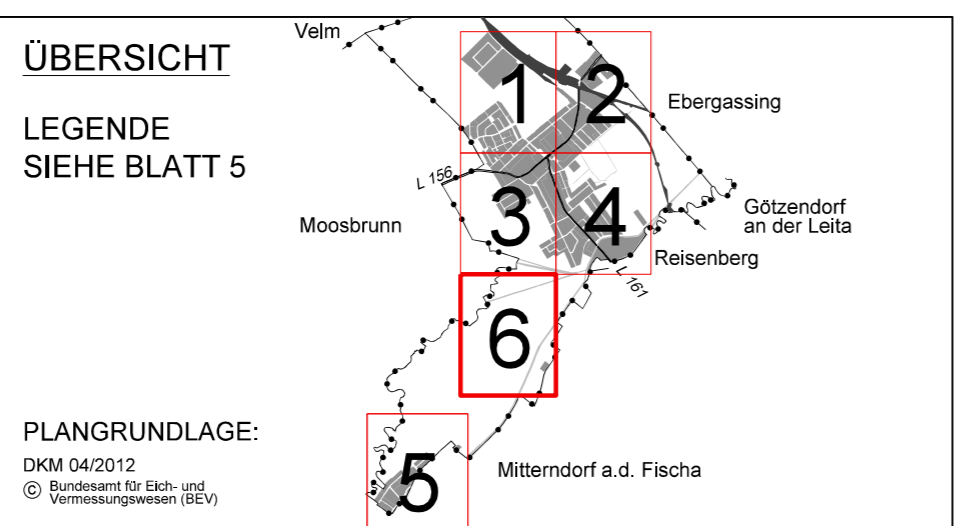 ÜBERSICHT
LEGENDE
SIEHE BLATT 5
Velm
1
2
Ebergassing
L 156
Moosbrunn
3
4
Götzendorf
an der Leita
Reisenberg
L 161
6
5
Mitterndorf a.d. Fischa
PLANGRUNDLAGE:
DKM 04/2012
© Bundesamt für Eich- und
Vermessungswesen (BEV)